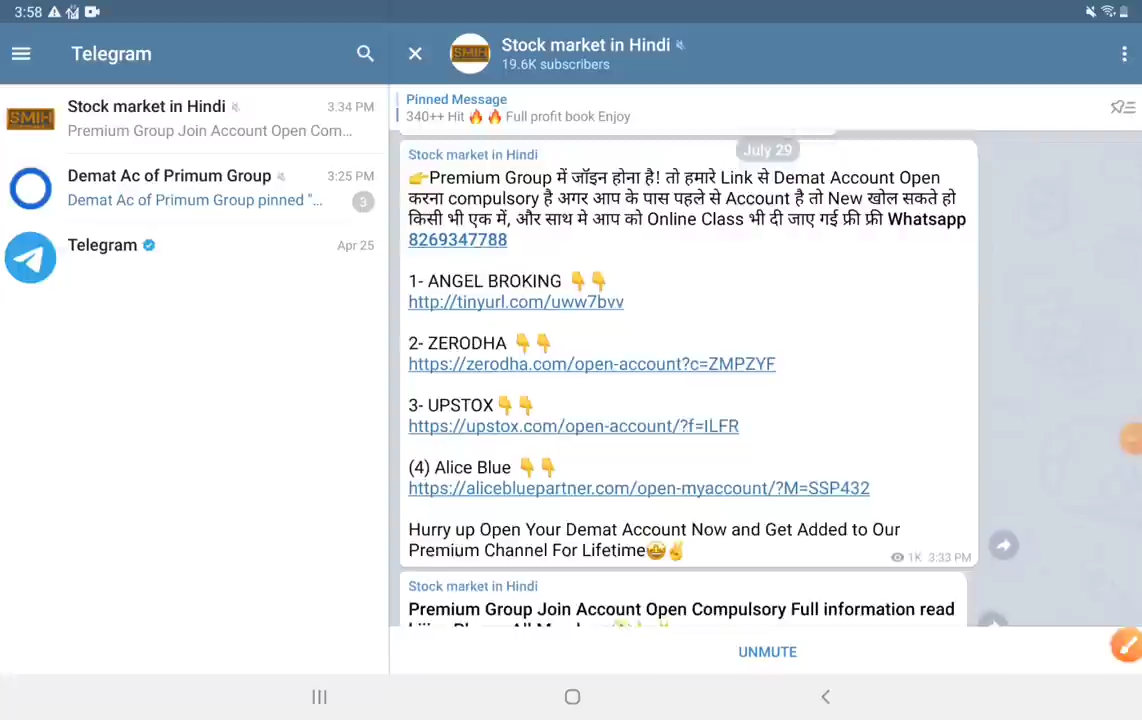 3:58
Telegram
Stock market in Hindi
19.6K subscribers
SMIH
Stock market in Hindi
3:34 PM
Premium Group Join Account Open Com...
Demat Ac of Primum Group
3:25 PM
Demat Ac of Primum Group pinned "...
3
Telegram
Apr 25
SMIH
Pinned Message
340++ Hit 🔥 🔥 Full profit book Enjoy
July 29
Stock market in Hindi
👉Premium Group में जॉइन होना है! तो हमारे Link से Demat Account Open
करना compulsory है अगर आप के पास पहले से Account है तो New खोल सकते हो
किसी भी एक में, और साथ मे आप को Online Class भी दी जाए गई फ्री फ्री Whatsapp
8269347788
1- ANGEL BROKING 👇👇
http://tinyurl.com/uww7bvv
2- ZERODHA 👇👇
https://zerodha.com/open-account?c=ZMPZYF
3- UPSTOX👇👇
https://upstox.com/open-account/?f=ILFR
(4) Alice Blue 👇👇
https://alicebluepartner.com/open-myaccount/?M=SSP432
Hurry up Open Your Demat Account Now and Get Added to Our
Premium Channel For Lifetime🤩✌
1K 3:33 PM
Stock market in Hindi
Premium Group Join Account Open Compulsory Full information read
UNMUTE